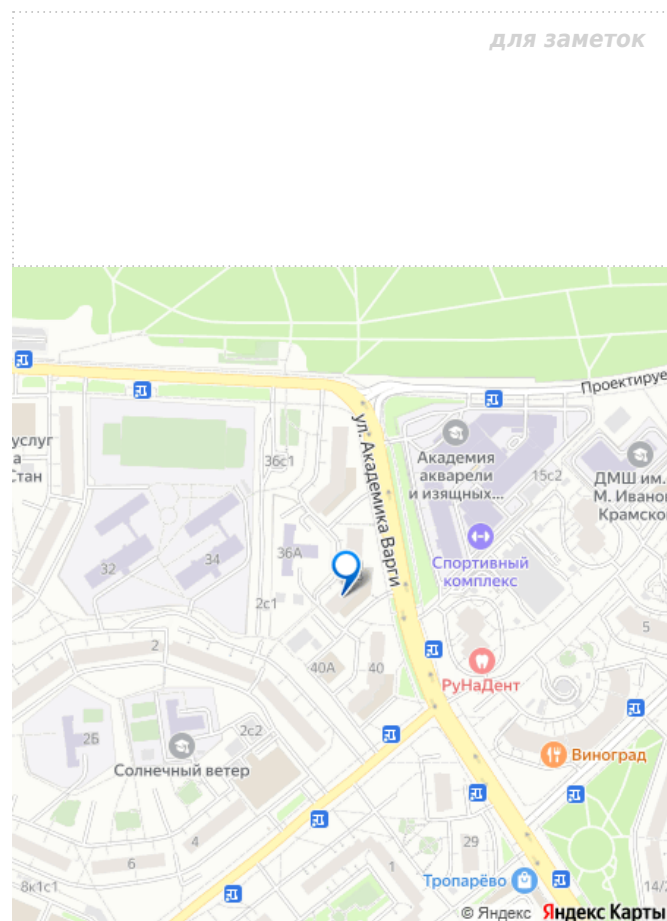 для заметок
Проектируе
ул. Академика Варги
услуг
а
Стан
Академия
акварели
и изящных...
15с2
ДМШ им.
М. Иванов
Крамско
36с1
36А
34
32
Спортивный
комплекс
2с1
2
40А
40
5
РуНаДент
2Б
2с2
Солнечный ветер
Виноград
4
6
29
1
8к1с1
Тропарёво
14/2
© Яндекс Яндекс Карты